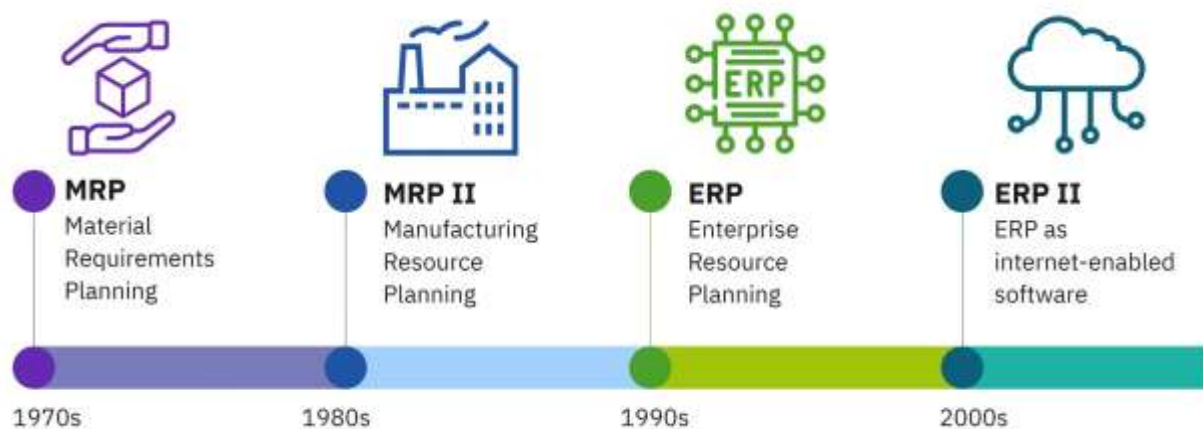 ERP
MRP
Material
Requirements
Planning
MRP II
Manufacturing
Resource
Planning
ERP
Enterprise
Resource
Planning
ERP II
ERP as
internet-enabled
software
1970s
1980s
1990s
2000s